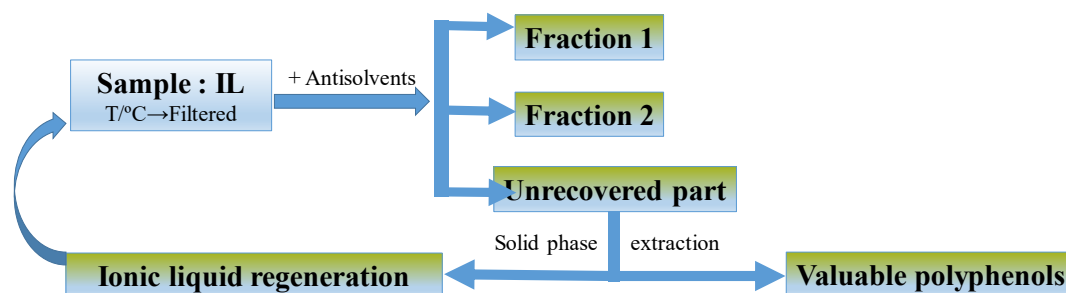 Fraction 1
Sample : IL
T/ºC→Filtered
+ Antisolvents
Fraction 2
Unrecovered part
Solid phase extraction
Ionic liquid regeneration
Valuable polyphenols